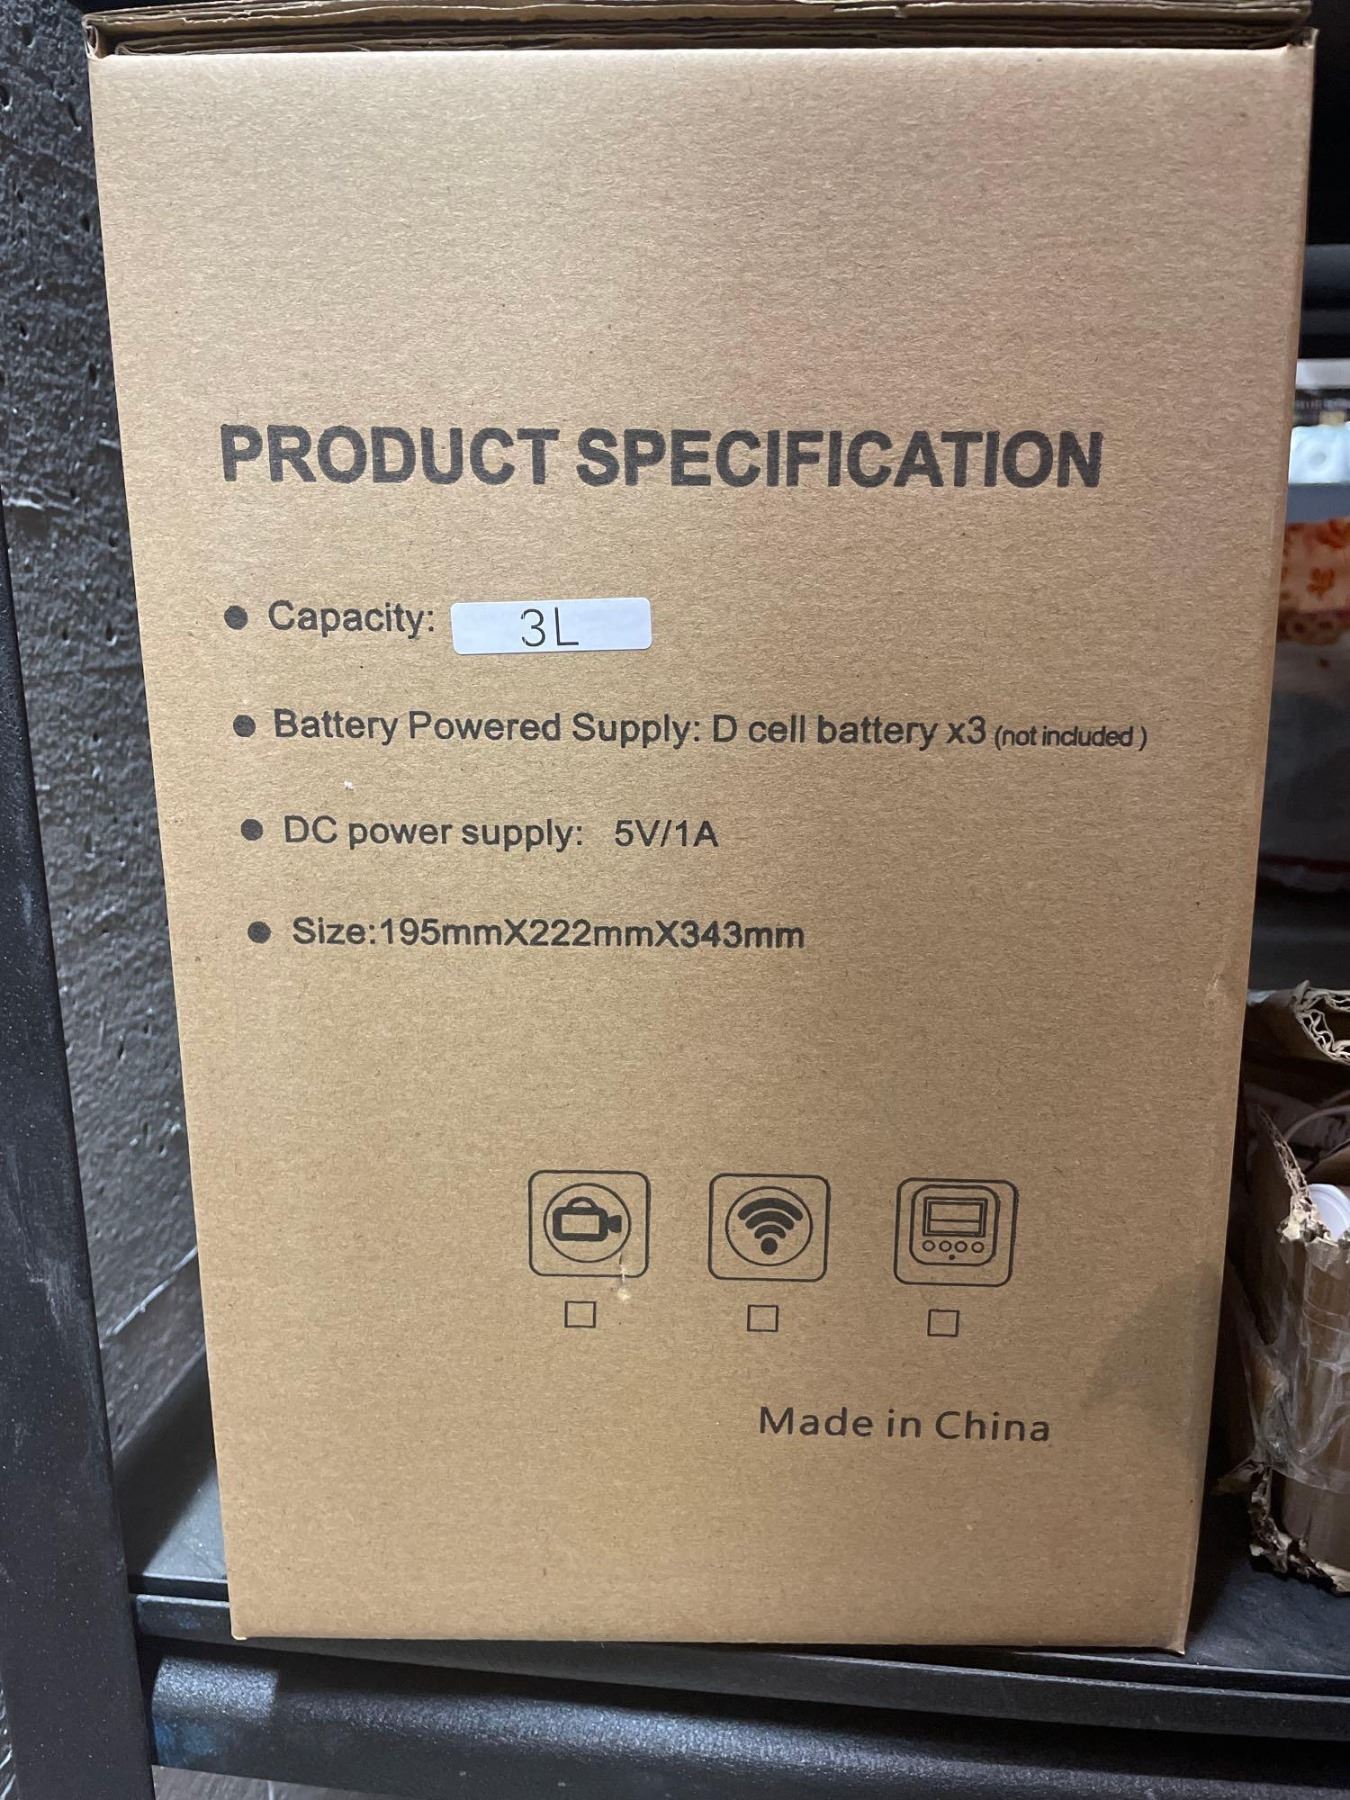 PRODUCT SPECIFICATION
● Capacity: 3L
● Battery Powered Supply: D cell battery x3 (not included)
● DC power supply: 5V/1A
● Size:195mmX222mmX343mm
Made in China